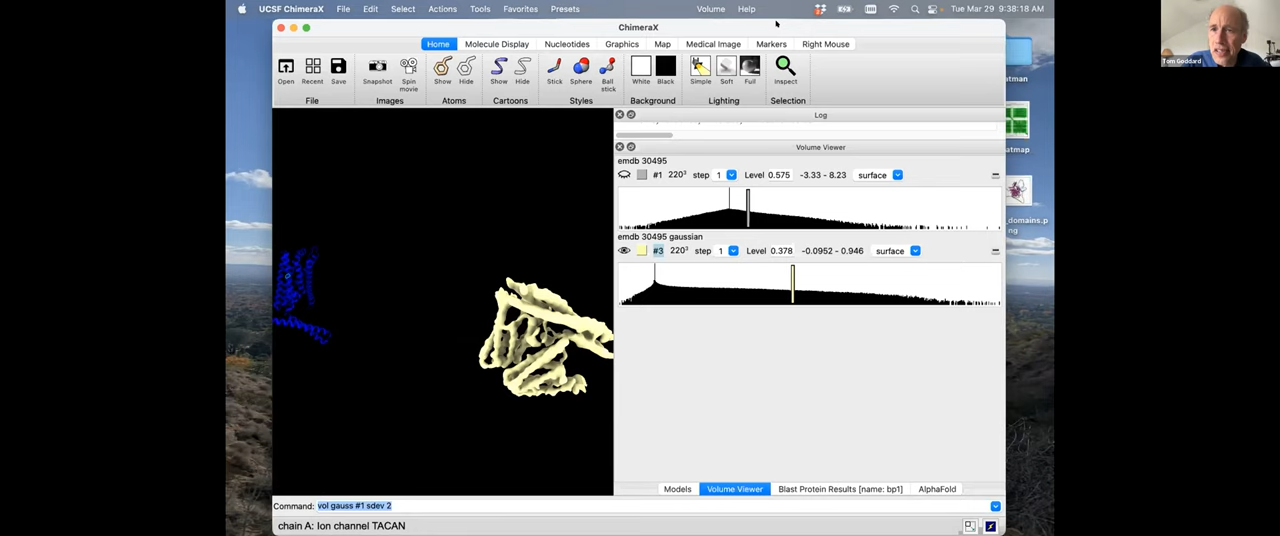 UCSF ChimeraX File Edit Select Actions Tools Favorites Presets Volume Help Tue Mar 29 9:38:18 AM
ChimeraX
Home Molecule Display Nucleotides Graphics Map Medical Image Markers Right Mouse
Open Recent Save Snapshot Spin movie Show Hide Show Hide Stick Sphere Ball stick White Black Simple Soft Full Inspect
File Images Atoms Cartoons Styles Background Lighting Selection
Log
Volume Viewer
emdb 30495
#1 220³ step 1 Level 0.575 -3.33 - 8.23 surface
emdb 30495 gaussian
#3 220³ step 1 Level 0.378 -0.0952 - 0.946 surface
Models Volume Viewer Blast Protein Results [name: bp1] AlphaFold
Command: vol gauss #1 sdev 2
chain A: Ion channel TACAN
atman
atmap
_domains.p
ng
Tom Goddard